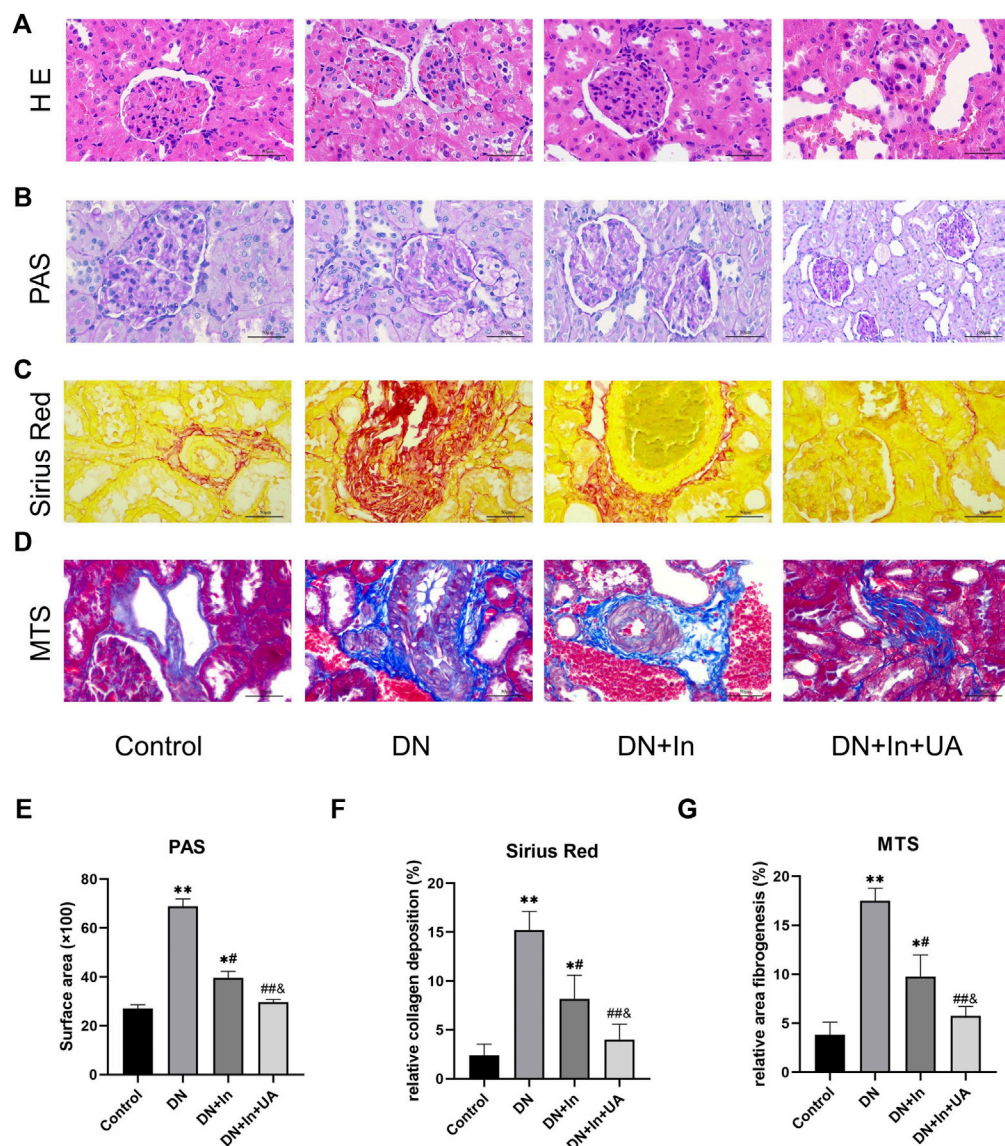 A
H E
B
PAS
C
Sirius Red
D
MTS
Control
DN
DN+In
DN+In+UA
E
PAS
Surface area (×100)
80
60
40
20
0
**
*#
##&
Control
DN
DN+In
DN+In+UA
F
Sirius Red
relative collagen deposition (%)
20
15
10
5
0
**
*#
##&
Control
DN
DN+In
DN+In+UA
G
MTS
relative area fibrogenesis (%)
20
15
10
5
0
**
*#
##&
Control
DN
DN+In
DN+In+UA